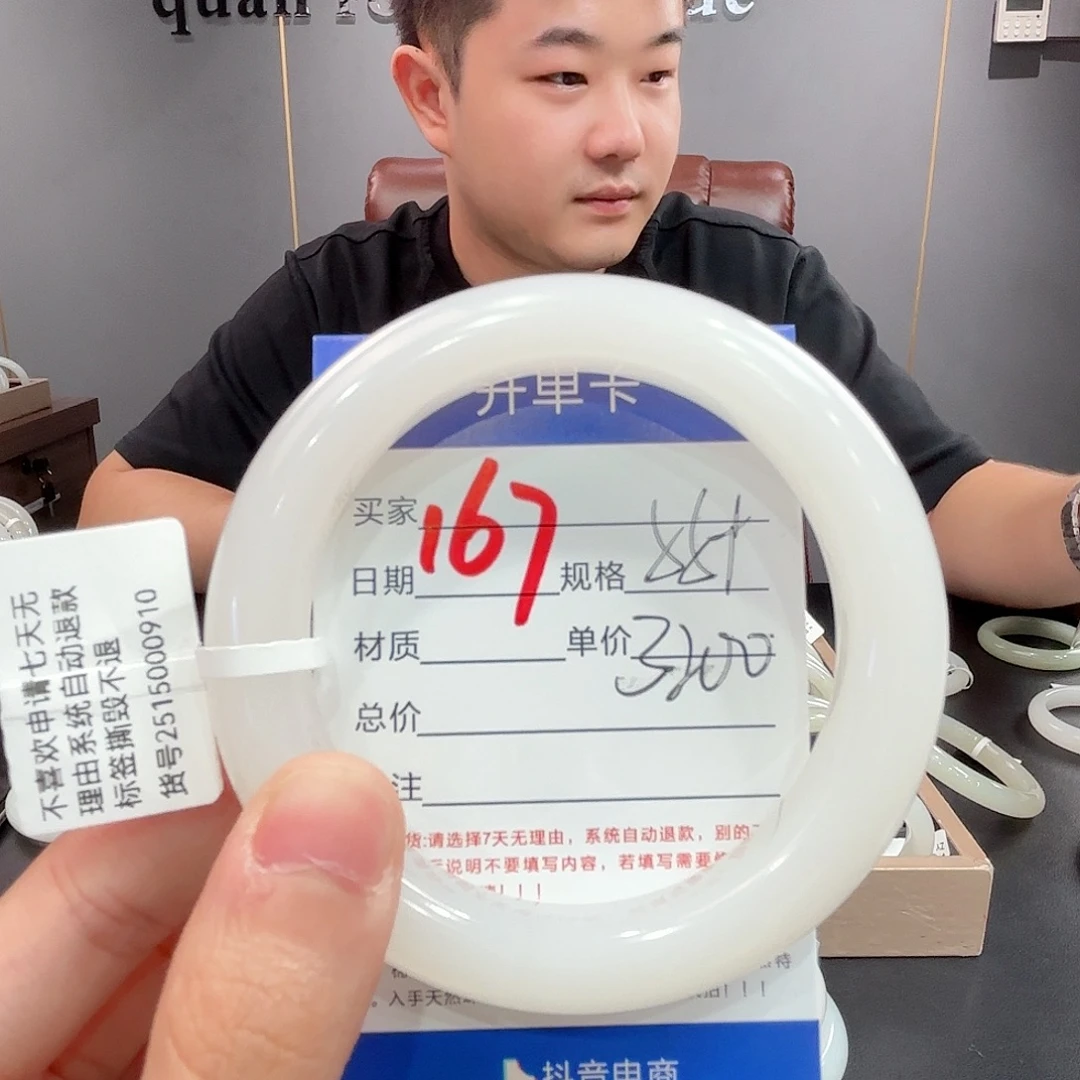 开单卡
买家 167
日期 规格
材质 单价 3200
总价
注
货:请选择7天无理由，系统自动退款，别的
说明不要填写内容，若填写需要
！！！
入手天然
！！！
抖音电商
不喜欢申请七天无
理由系统自动退款
标签撕毁不退
货号2515000910